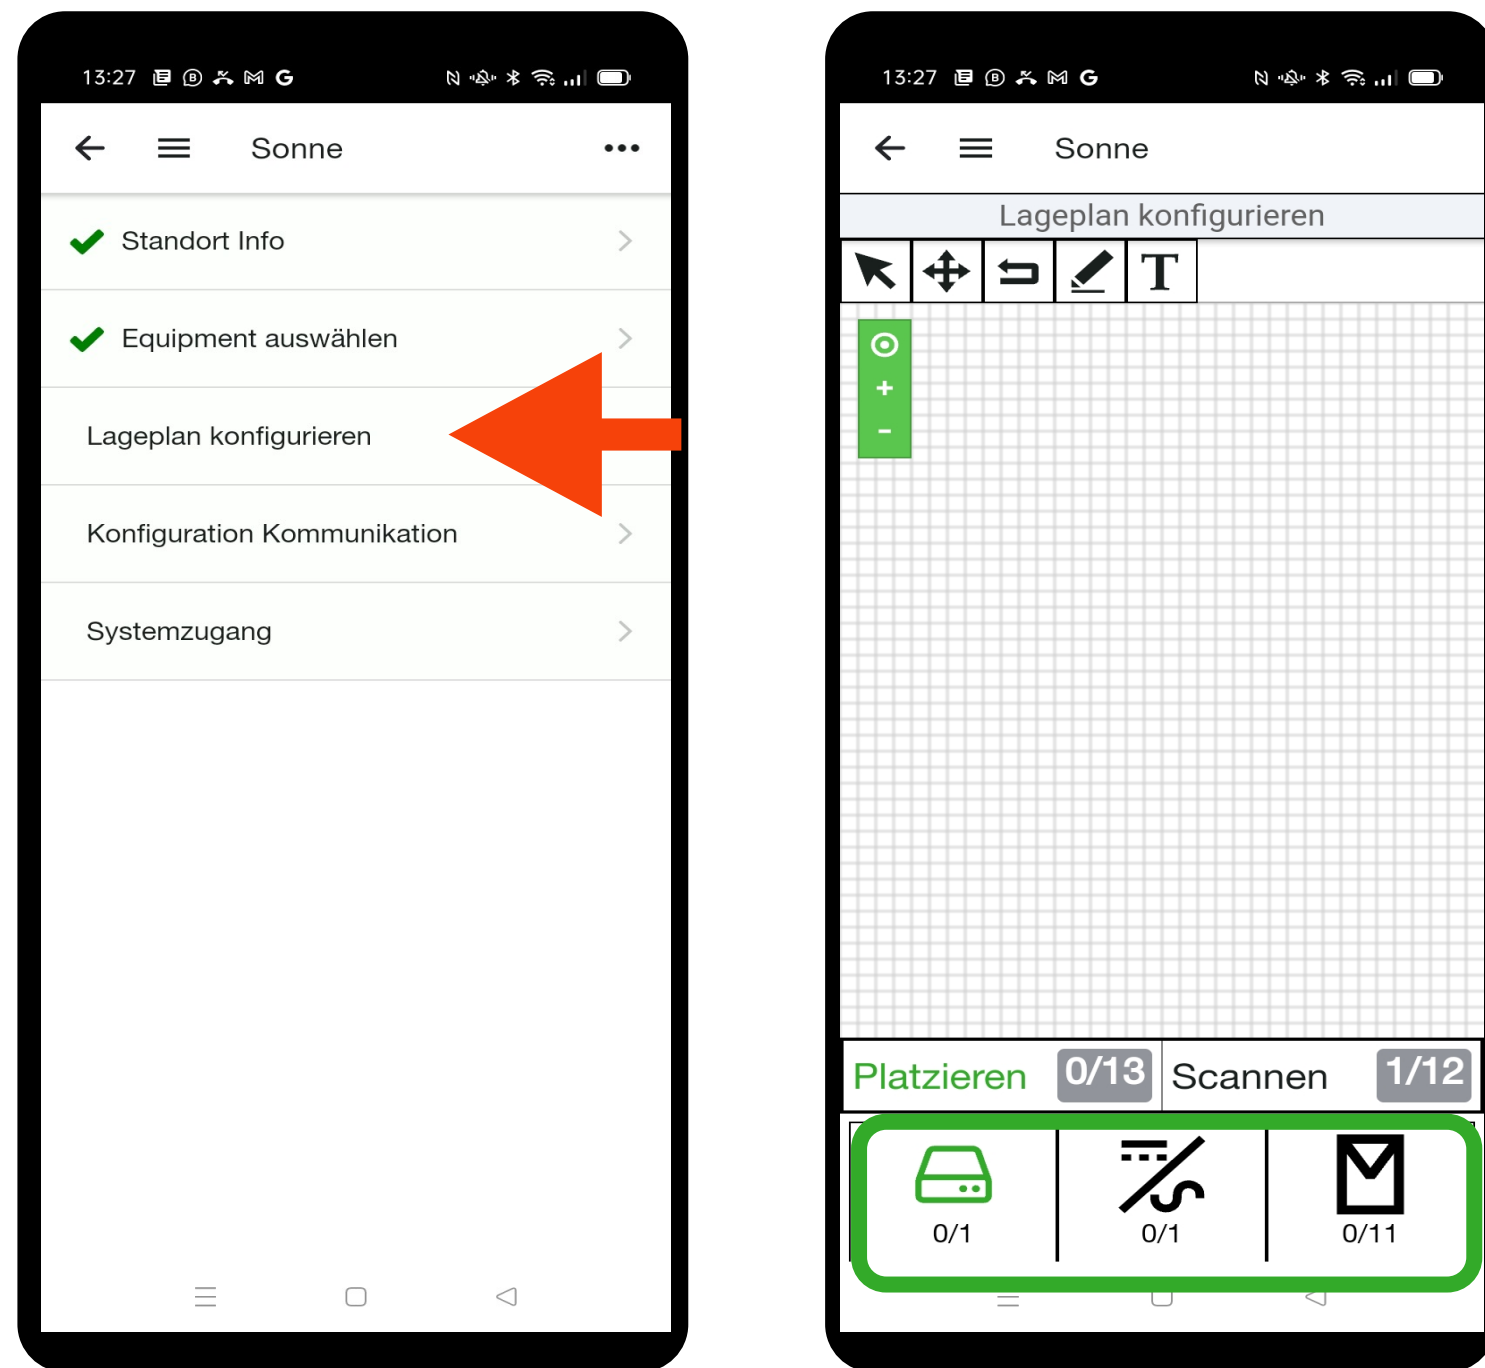 13:27
Sonne
Standort Info
Equipment auswählen
Lageplan konfigurieren
Konfiguration Kommunikation
Systemzugang
13:27
Sonne
Lageplan konfigurieren
T
+
-
Platzieren 0/13 Scannen 1/12
0/1 0/1 0/11